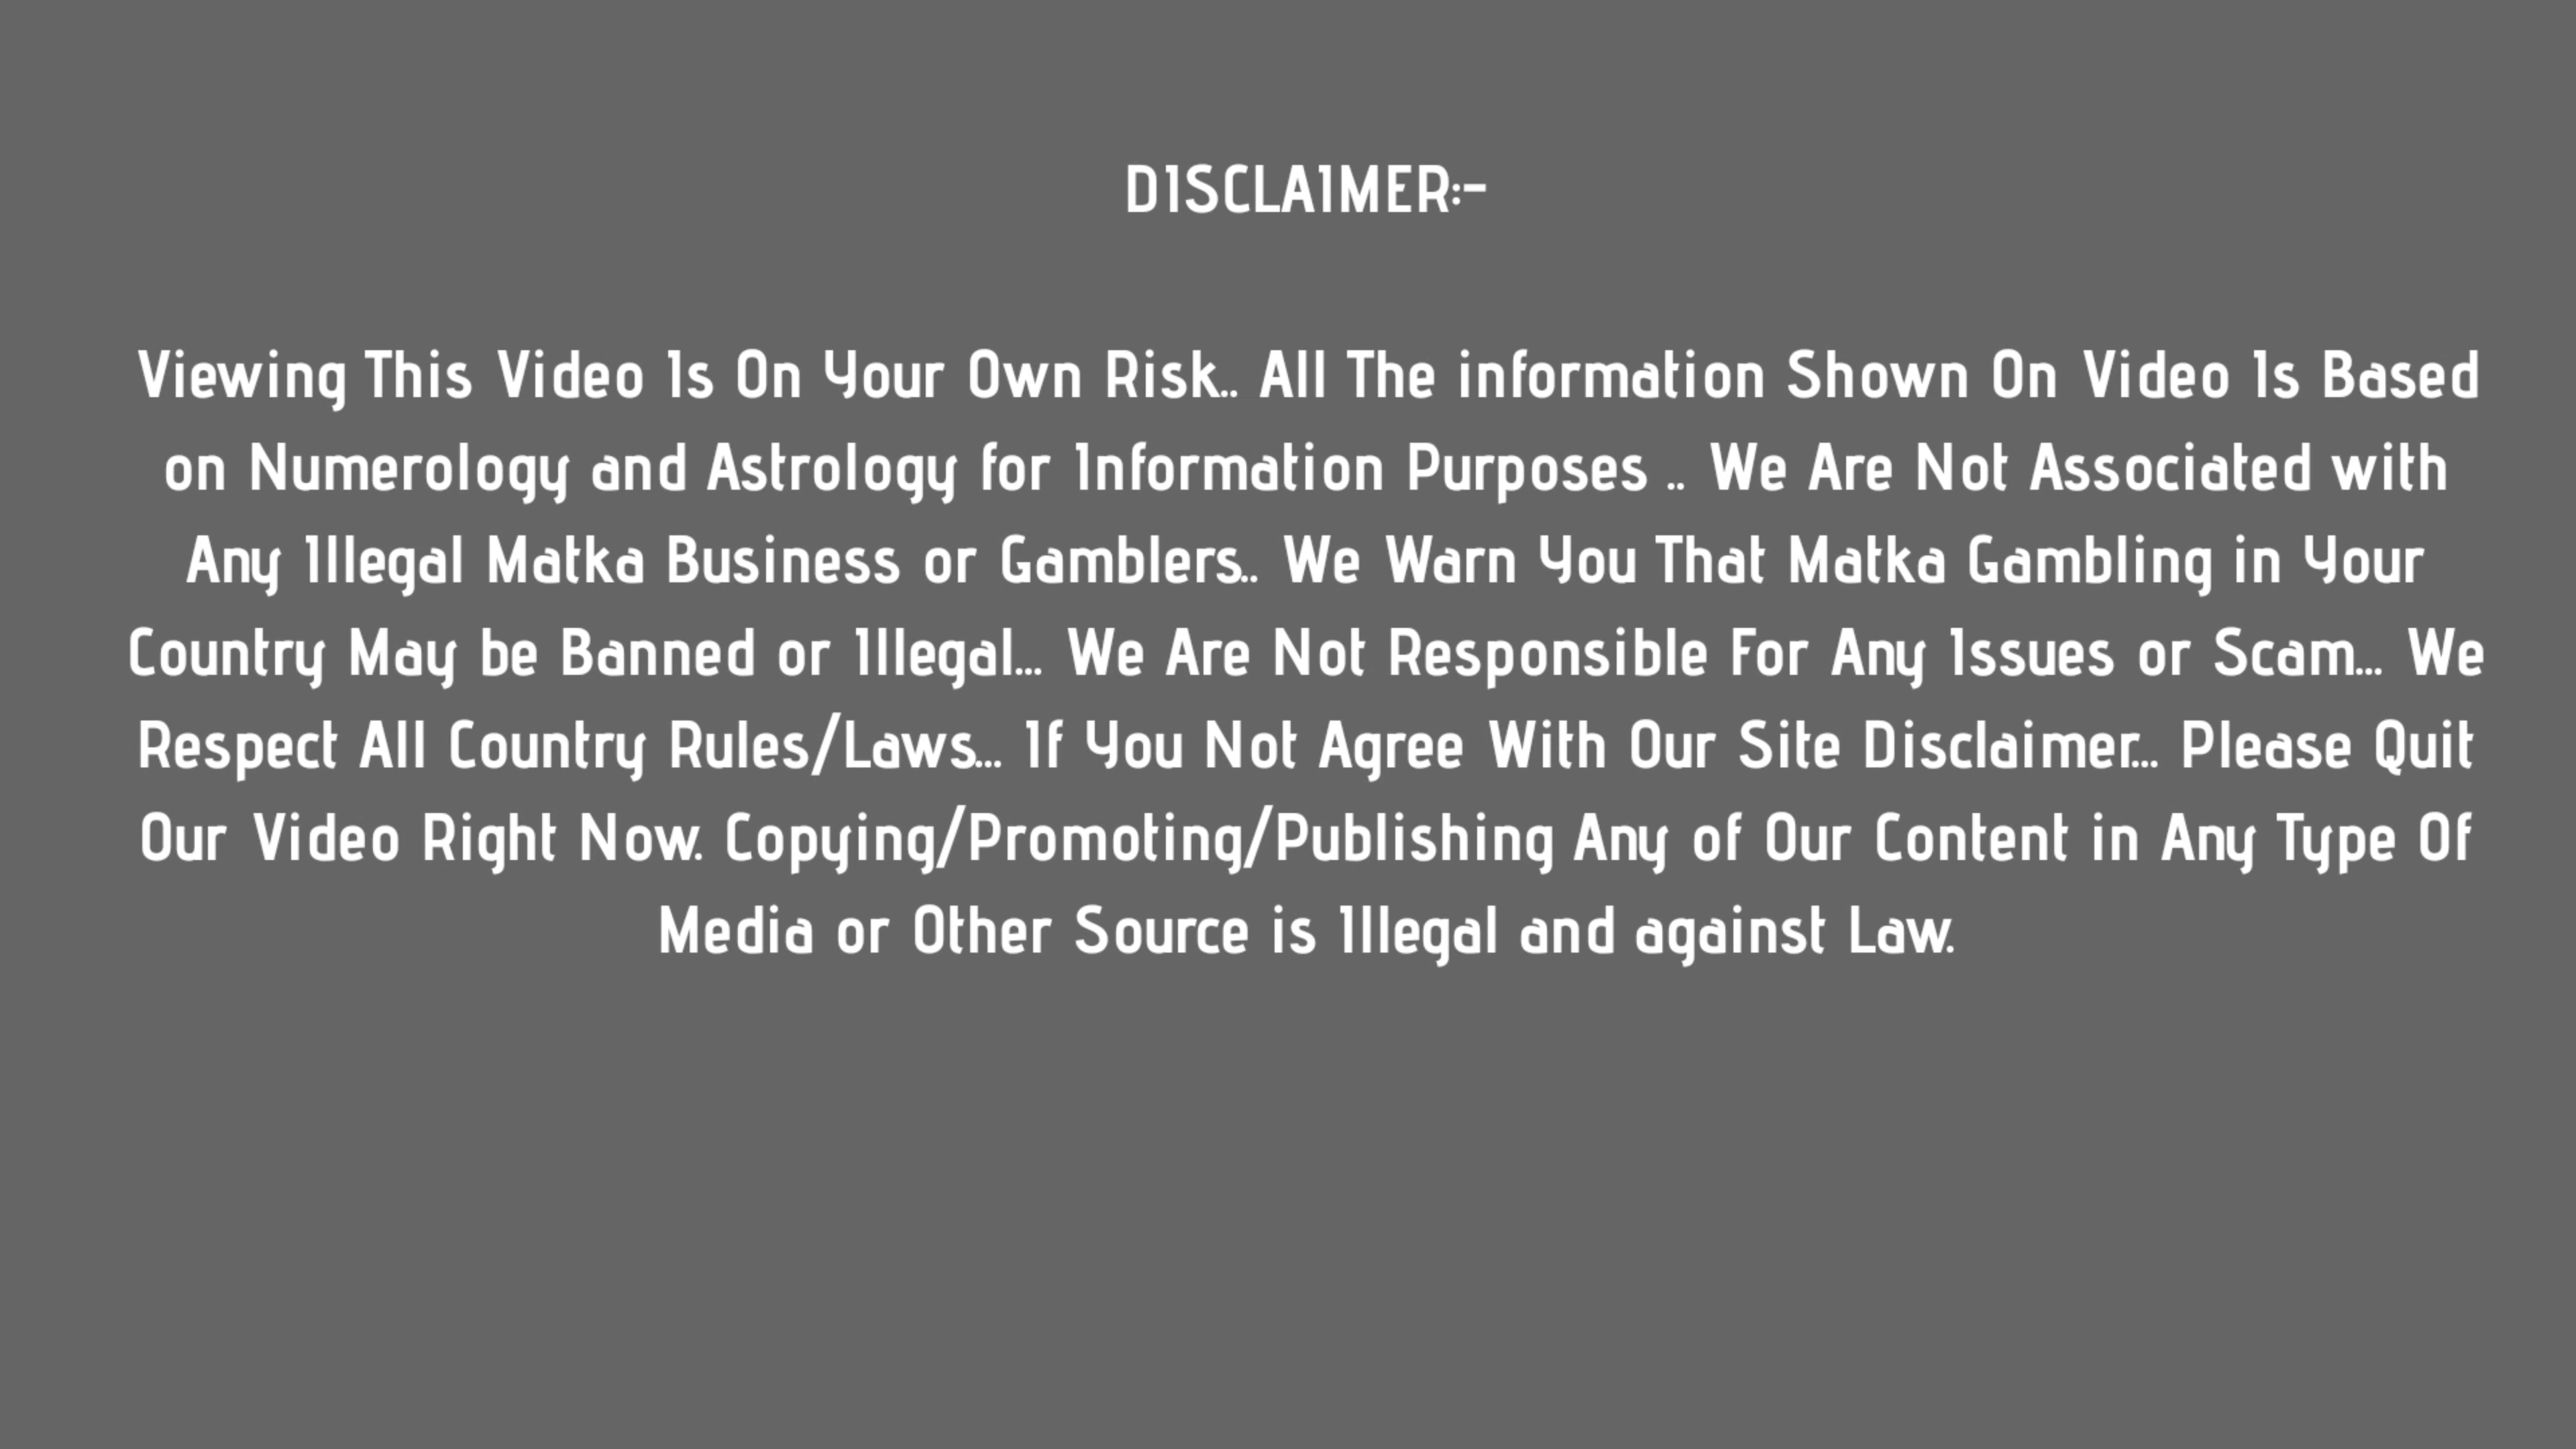 DISCLAIMER:-
Viewing This Video Is On Your Own Risk.. All The information Shown On Video Is Based
on Numerology and Astrology for Information Purposes .. We Are Not Associated with
Any Illegal Matka Business or Gamblers.. We Warn You That Matka Gambling in Your
Country May be Banned or Illegal... We Are Not Responsible For Any Issues or Scam... We
Respect All Country Rules/Laws... If You Not Agree With Our Site Disclaimer... Please Quit
Our Video Right Now. Copying/Promoting/Publishing Any of Our Content in Any Type Of
Media or Other Source is Illegal and against Law.